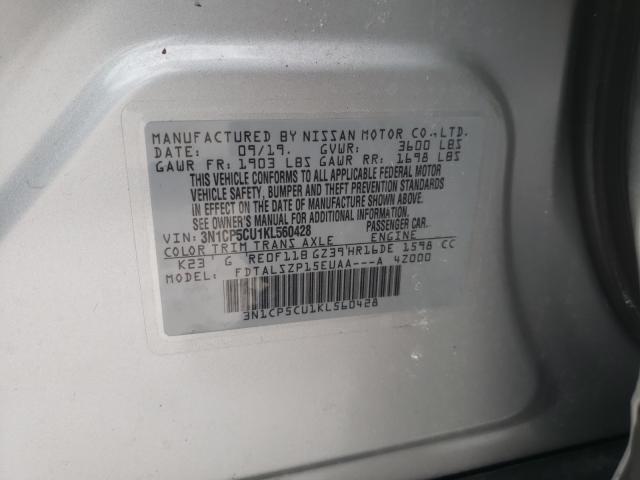 MANUFACTURED BY NISSAN MOTOR CO.,LTD.
DATE: 09/19. GVWR: 3600 LBS
GAWR FR: 1903 LBS GAWR RR: 1698 LBS
THIS VEHICLE CONFORMS TO ALL APPLICABLE FEDERAL MOTOR
VEHICLE SAFETY, BUMPER AND THEFT PREVENTION STANDARDS
IN EFFECT ON THE DATE OF MANUFACTURE SHOWN ABOVE.
SEE OWNER'S MANUAL FOR ADDITIONAL INFORMATION.
VIN: 3N1CP5CU1KL560428 PASSENGER CAR
COLOR TRIM TRANS AXLE ENGINE
K23 G RE0F11B GZ39 HR16DE 1598 CC
MODEL: FDTALSZP15EUAA---A 4Z000
3N1CP5CU1KL560428